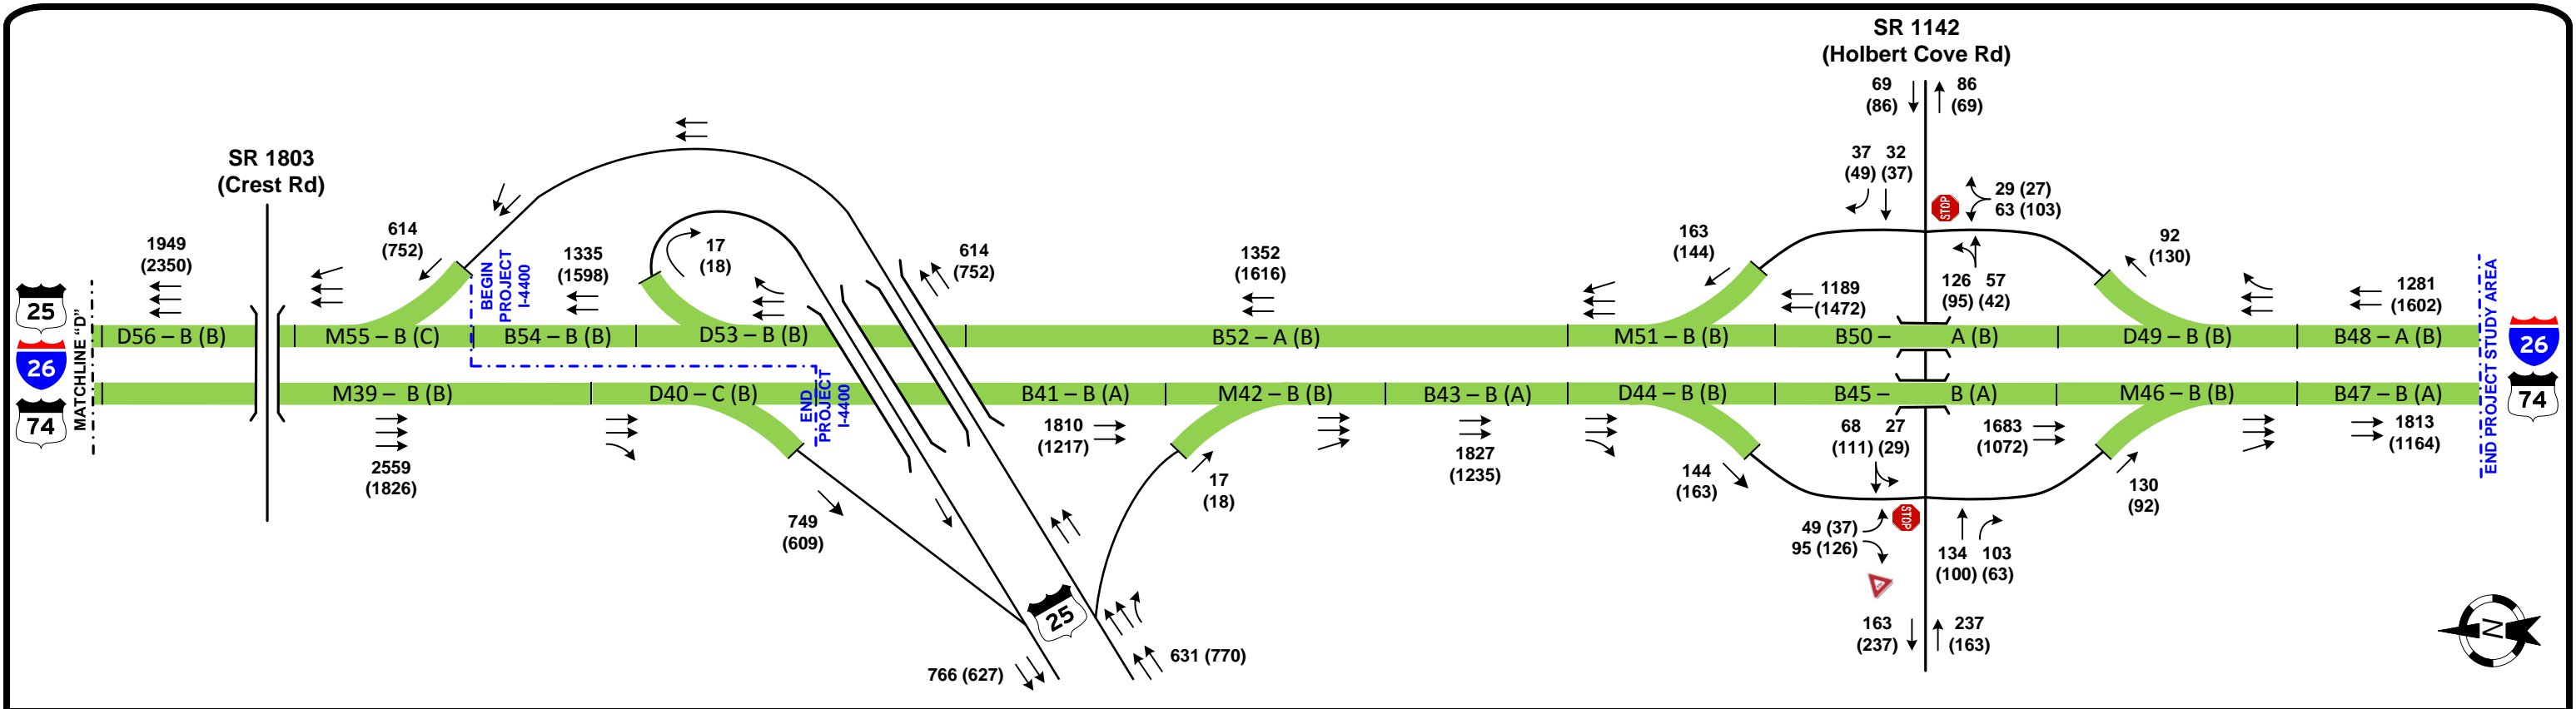 SR 1142
(Holbert Cove Rd)
69
(86)
86
(69)
SR 1803
(Crest Rd)
37 32
(49) (37)
STOP
29 (27)
63 (103)
1949
(2350)
614
(752)
BEGIN
PROJECT
I-4400
1335
(1598)
17
(18)
614
(752)
1352
(1616)
163
(144)
1189
(1472)
126 57
(95) (42)
92
(130)
1281
(1602)
25
26
74
MATCHLINE "D"
D56 – B (B)
M55 – B (C)
B54 – B (B)
D53 – B (B)
B52 – A (B)
M51 – B (B)
B50 – A (B)
D49 – B (B)
B48 – A (B)
END PROJECT STUDY AREA
26
74
M39 – B (B)
D40 – C (B)
END
PROJECT
I-4400
B41 – B (A)
M42 – B (B)
B43 – B (A)
D44 – B (B)
B45 – B (A)
M46 – B (B)
B47 – B (A)
2559
(1826)
749
(609)
1810
(1217)
17
(18)
1827
(1235)
144
(163)
68 27
(111) (29)
1683
(1072)
130
(92)
1813
(1164)
49 (37)
95 (126)
STOP
134 103
(100) (63)
25
766 (627)
631 (770)
163
(237)
237
(163)
N